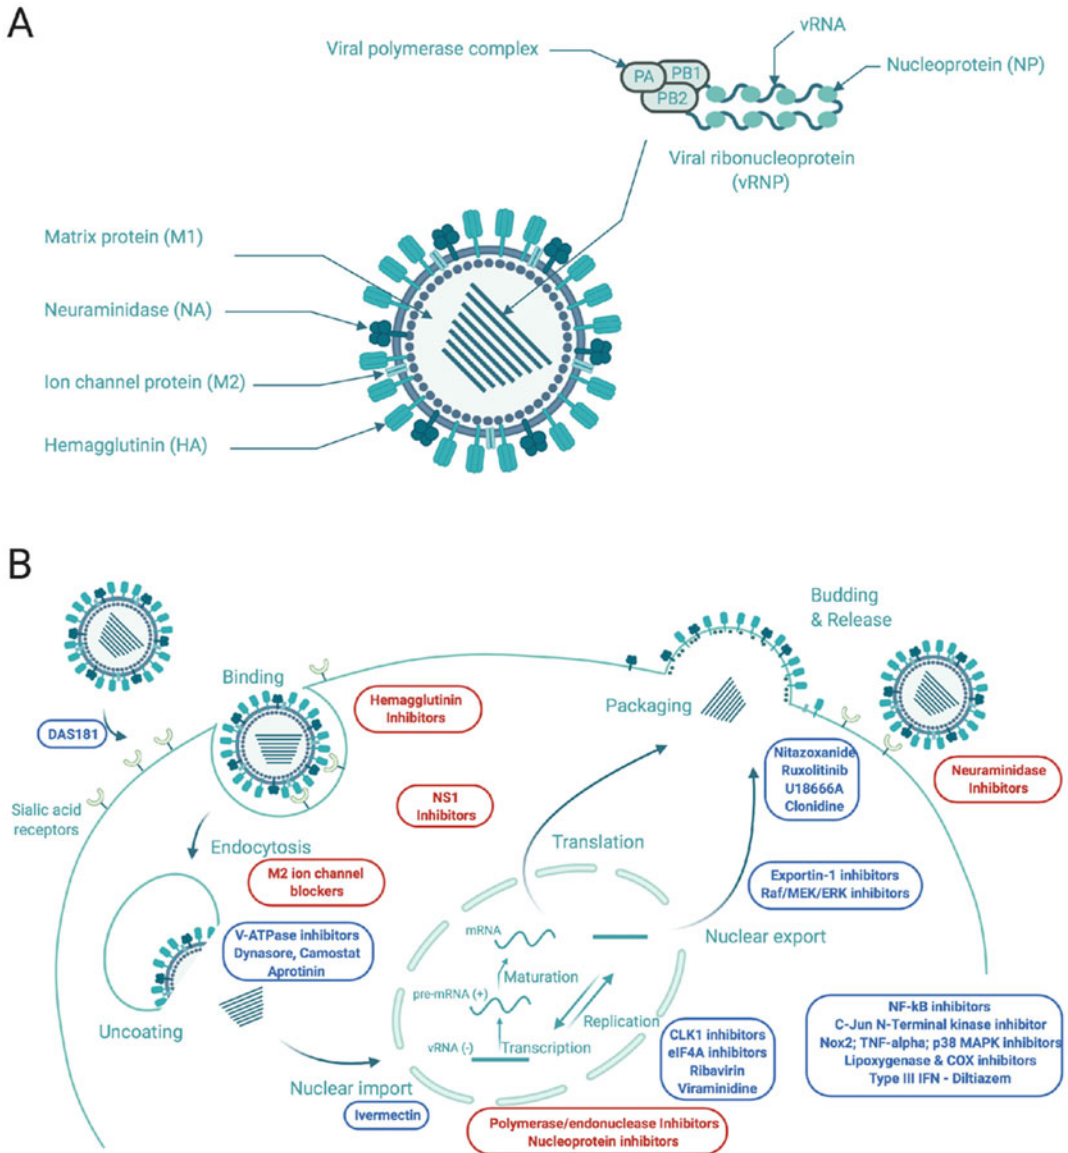 A
Viral polymerase complex
vRNA
Nucleoprotein (NP)
PA
PB1
PB2
Viral ribonucleoprotein
(vRNP)
Matrix protein (M1)
Neuraminidase (NA)
Ion channel protein (M2)
Hemagglutinin (HA)
B
Budding
& Release
Binding
Hemagglutinin
Inhibitors
Packaging
DAS181
Nitazoxanide
Ruxolitinib
U18666A
Clonidine
Neuraminidase
Inhibitors
NS1
Inhibitors
Sialic acid
receptors
Endocytosis
Translation
M2 ion channel
blockers
Exportin-1 inhibitors
Raf/MEK/ERK inhibitors
V-ATPase inhibitors
Dynasore, Camostat
Aprotinin
mRNA
Nuclear export
Maturation
pre-mRNA (+)
Replication
Uncoating
vRNA (-)
Transcription
CLK1 inhibitors
eIF4A inhibitors
Ribavirin
Viraminidine
NF-kB inhibitors
C-Jun N-Terminal kinase inhibitor
Nox2; TNF-alpha; p38 MAPK inhibitors
Lipoxygenase & COX inhibitors
Type III IFN - Diltiazem
Nuclear import
Ivermectin
Polymerase/endonuclease Inhibitors
Nucleoprotein inhibitors